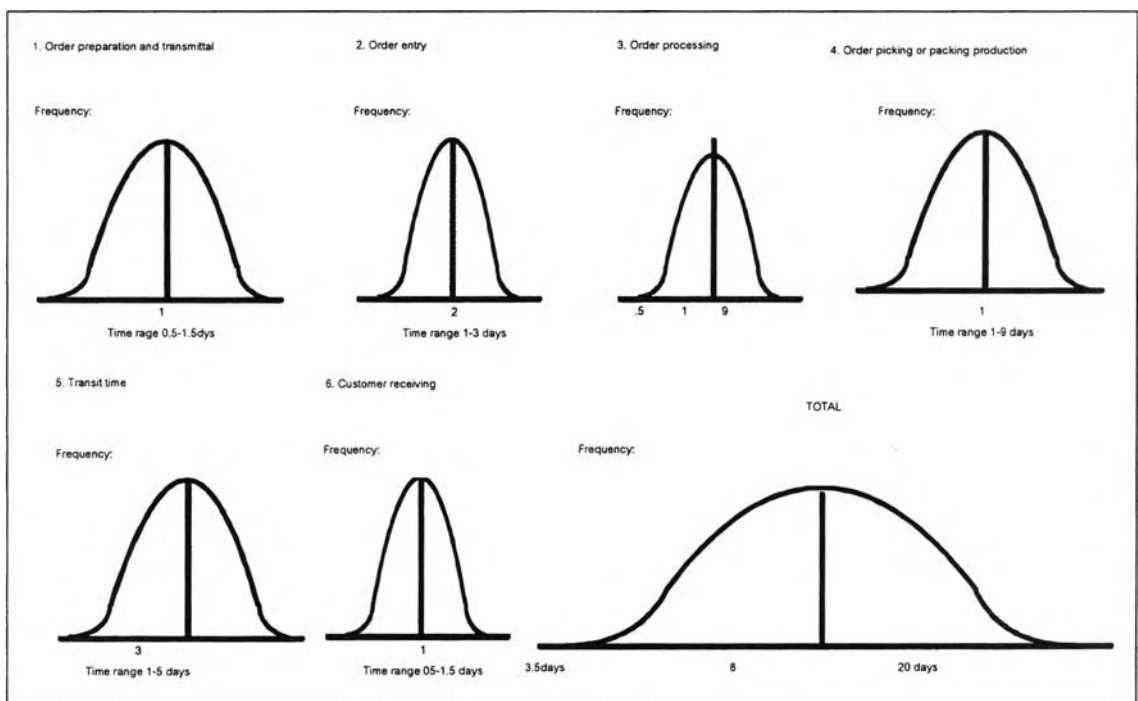 1. Order preparation and transmittal
Frequency:
1
Time rage 0.5-1.5dys
2. Order entry
Frequency:
2
Time range 1-3 days
3. Order processing
Frequency:
.5 1 9
4. Order picking or packing production
Frequency:
1
Time range 1-9 days
5. Transit time
Frequency:
3
Time range 1-5 days
6. Customer receiving
Frequency:
1
Time range 05-1.5 days
TOTAL
Frequency:
3.5days 8 20 days